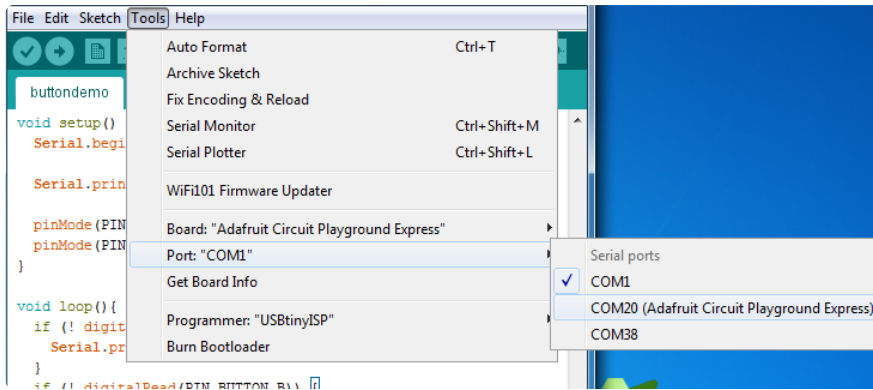 File Edit Sketch Tools Help
Auto Format Ctrl+T
Archive Sketch
Fix Encoding & Reload
Serial Monitor Ctrl+Shift+M
Serial Plotter Ctrl+Shift+L
WiFi101 Firmware Updater
Board: "Adafruit Circuit Playground Express"
Port: "COM1"
Get Board Info
Programmer: "USBtinyISP"
Burn Bootloader
Serial ports
COM1
COM20 (Adafruit Circuit Playground Express)
COM38
buttondemo
void setup()
Serial.begi
Serial.prin
pinMode(PIN
pinMode(PIN
}
void loop(){
if (! digit
Serial.pr
}
if (! digitalRead(PIN_BUTTON_B)) {